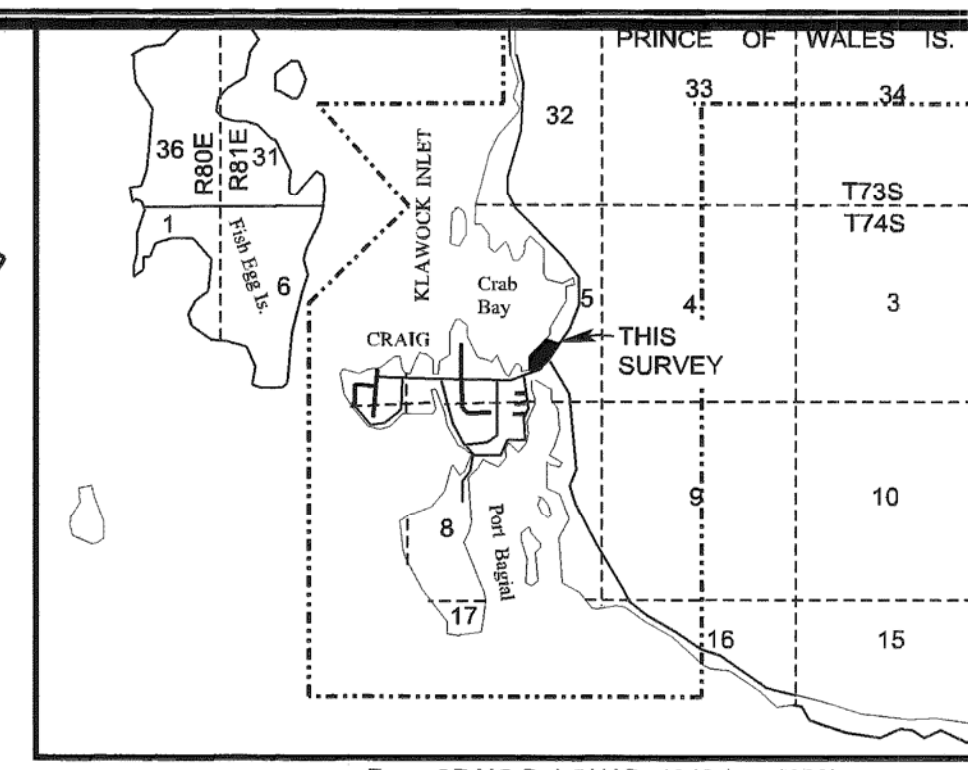 PRINCE OF WALES IS.
33
34
32
36
R80E
R81E
31
KLAWOCK INLET
T73S
T74S
1
Fish Egg Is.
6
Crab
Bay
5
4
3
CRAIG
THIS
SURVEY
9
10
8
Port Bagial
17
16
15